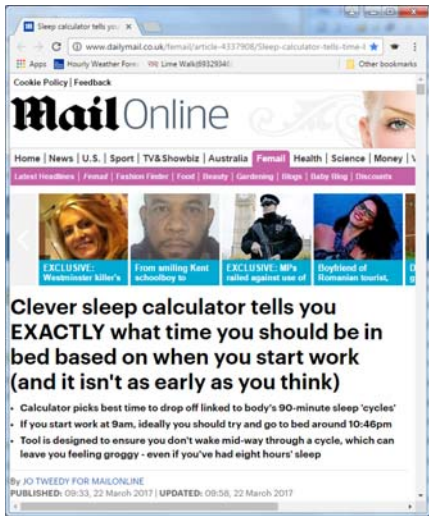 Sleep calculator tells you
www.dailymail.co.uk/femail/article-4337908/Sleep-calculator-tells-time-
Apps Hourly Weather Fore Lime Walk Other bookmarks
Cookie Policy | Feedback
Mail Online
Home | News | U.S. | Sport | TV&Showbiz | Australia | Femail | Health | Science | Money |
Latest Headlines | Femail | Fashion Finder | Food | Beauty | Gardening | Blogs | Baby Blog | Discounts
EXCLUSIVE: Westminster killer's
From smiling Kent schoolboy to
EXCLUSIVE: MPs railed against use of
Boyfriend of Romanian tourist,
Clever sleep calculator tells you
EXACTLY what time you should be in
bed based on when you start work
(and it isn't as early as you think)
• Calculator picks best time to drop off linked to body's 90-minute sleep 'cycles'
• If you start work at 9am, ideally you should try and go to bed around 10:46pm
• Tool is designed to ensure you don't wake mid-way through a cycle, which can
leave you feeling groggy - even if you've had eight hours' sleep
By JO TWEEDY FOR MAILONLINE
PUBLISHED: 09:33, 22 March 2017 | UPDATED: 09:58, 22 March 2017